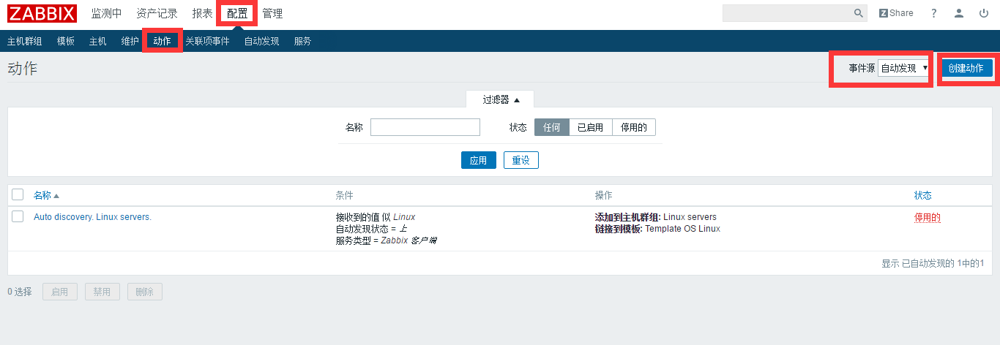 ZABBIX 监测中 资产记录 报表 配置 管理 Z Share ?
主机群组 模板 主机 维护 动作 关联项事件 自动发现 服务
动作 事件源 自动发现 创建动作
过滤器
名称 状态 任何 已启用 停用的
应用 重设
名称 条件 操作 状态
Auto discovery. Linux servers. 接收到的值 似 Linux 添加到主机群组: Linux servers 停用的
自动发现状态 = 上 链接到模板: Template OS Linux
服务类型 = Zabbix 客户端
显示 已自动发现的 1中的1
0 选择 启用 禁用 删除